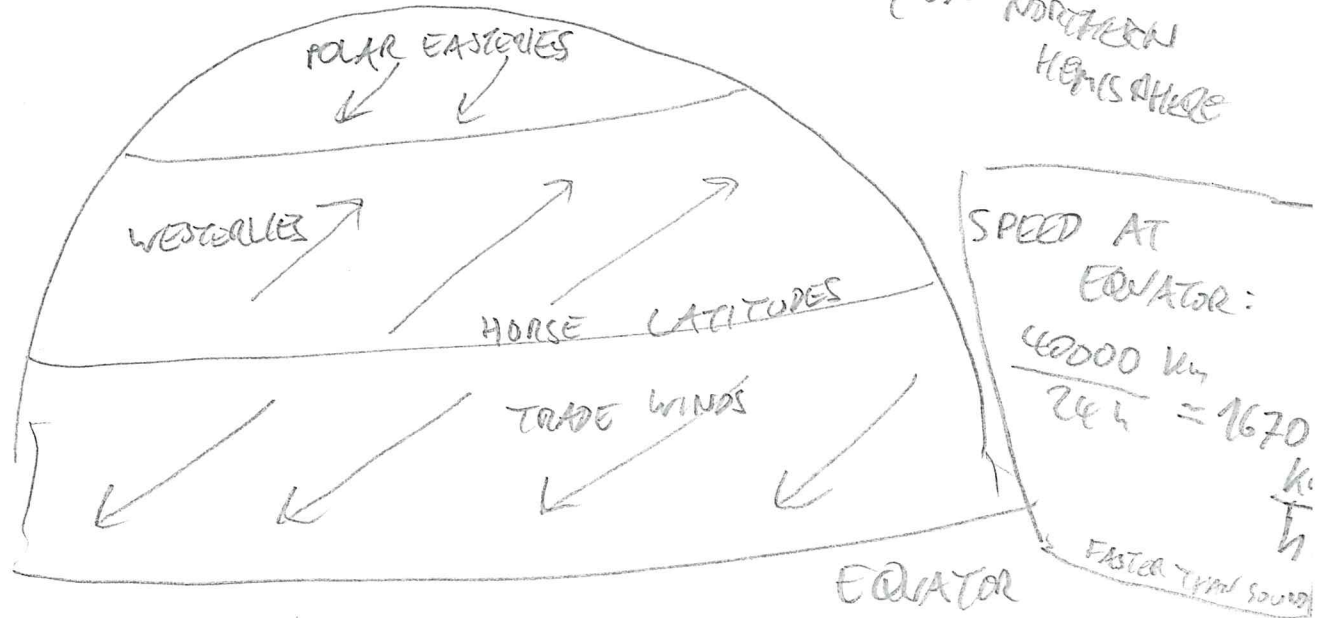 NORTHERN
HEMISPHERE
POLAR EASTERLIES
WESTERLIES
HORSE LATITUDES
TRADE WINDS
EQUATOR
SPEED AT
EQUATOR:
40000 km
24 h = 1670
h
FASTER THAN SOUND